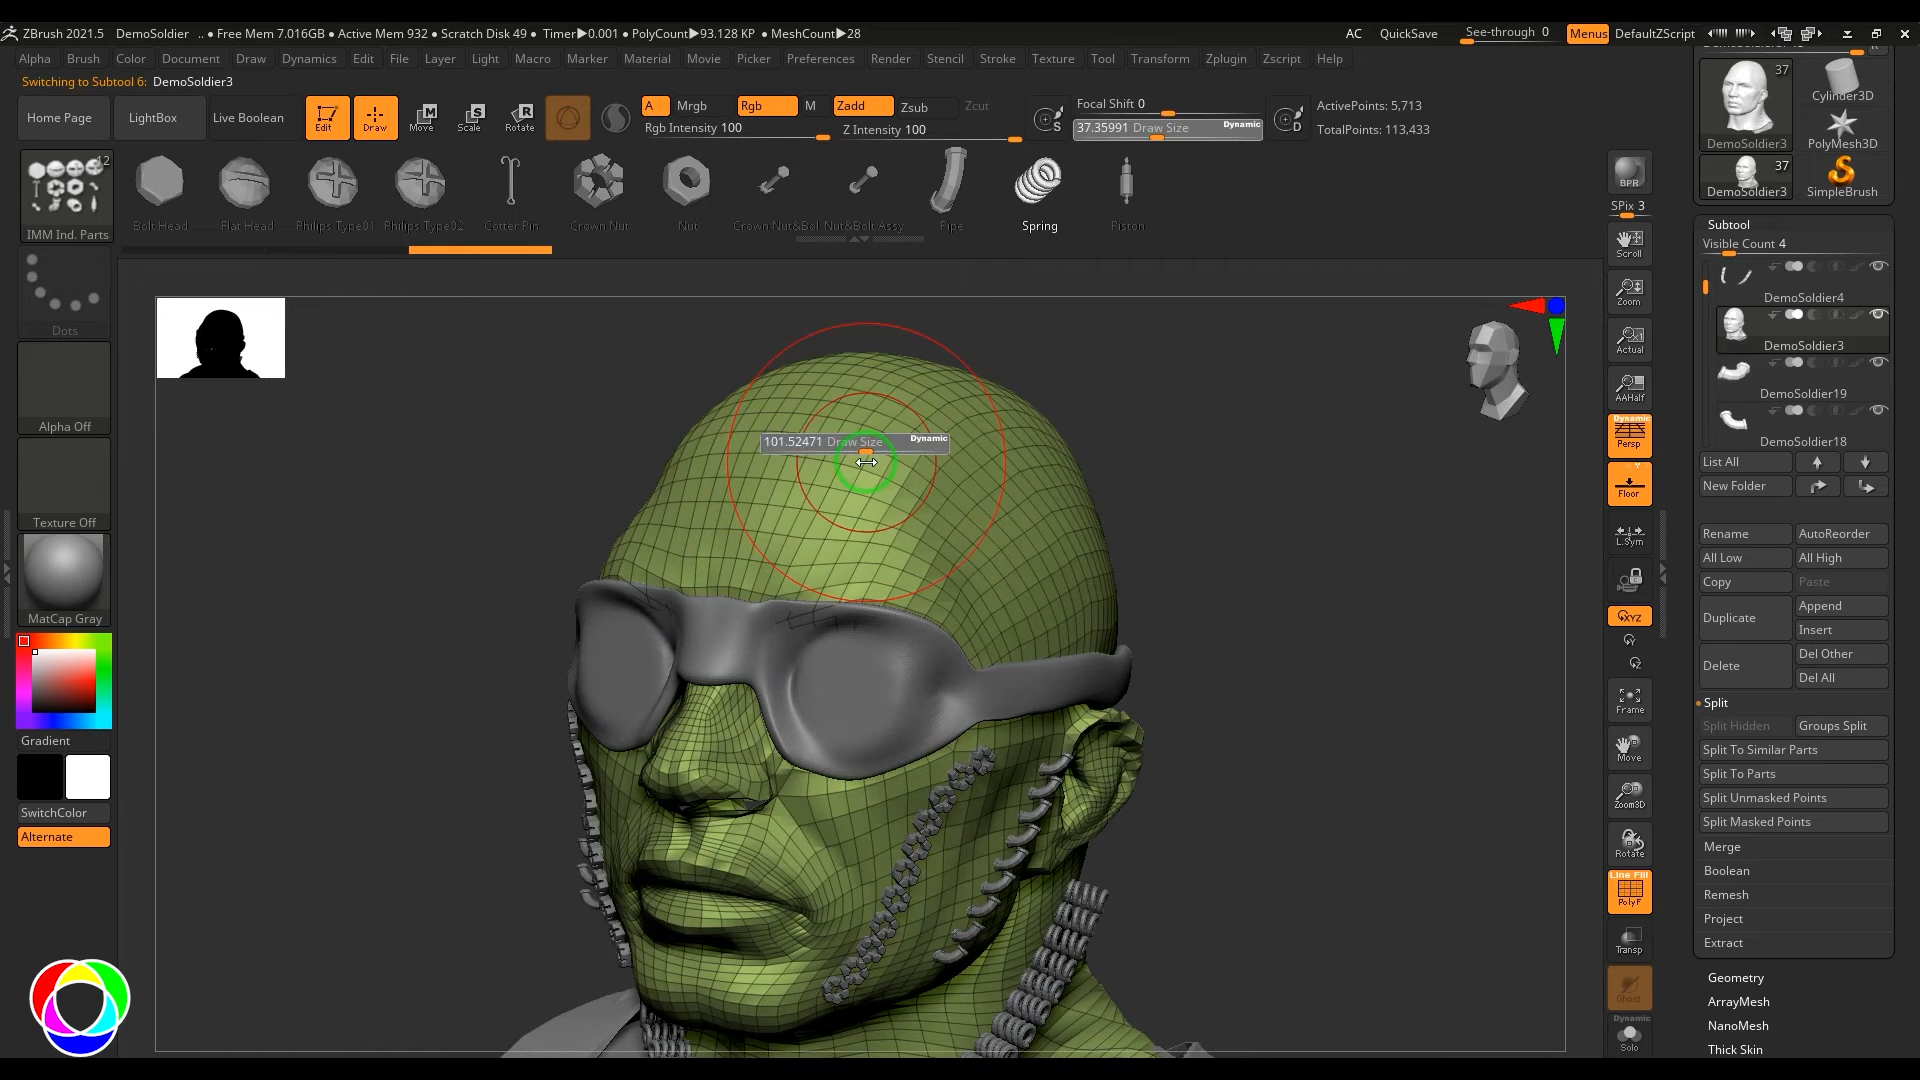 ZBrush 2021.5 DemoSoldier .. ● Free Mem 7.016GB ● Active Mem 932 ● Scratch Disk 49 ● Timer▶0.001 ● PolyCount▶93.128 KP ● MeshCount▶28 AC QuickSave See-through 0 Menus DefaultZScript
Alpha Brush Color Document Draw Dynamics Edit File Layer Light Macro Marker Material Movie Picker Preferences Render Stencil Stroke Texture Tool Transform Zplugin Zscript Help
Switching to Subtool 6: DemoSoldier3
Home Page LightBox Live Boolean Edit Draw Move Scale Rotate
A Mrgb Rgb M Zadd Zsub Zcut
Rgb Intensity 100 Z Intensity 100
S Focal Shift 0
37.35991 Draw Size Dynamic
D ActivePoints: 5,713
TotalPoints: 113,433
12
IMM Ind. Parts
Bolt Head Flat Head Philips Type01 Philips Type02 Cotter Pin Crown Nut Nut Crown Nut&Bol Nut&Bolt Assy Pipe Spring Piston
Dots
Alpha Off
Texture Off
MatCap Gray
Gradient
SwitchColor
Alternate
101.52471 Draw Size Dynamic
BPR
SPix 3
Scroll
Zoom
Actual
AAHalf
Dynamic
Persp
Floor
L.Sym
XYZ
Y
Z
Frame
Move
Zoom3D
Rotate
Line Fill
PolyF
Transp
Ghost
Dynamic
Solo
37
DemoSoldier3
Cylinder3D
PolyMesh3D
37
DemoSoldier3
SimpleBrush
Subtool
Visible Count 4
DemoSoldier4
DemoSoldier3
DemoSoldier19
DemoSoldier18
List All
New Folder
Rename AutoReorder
All Low All High
Copy Paste
Duplicate Append
Insert
Delete Del Other
Del All
Split
Split Hidden Groups Split
Split To Similar Parts
Split To Parts
Split Unmasked Points
Split Masked Points
Merge
Boolean
Remesh
Project
Extract
Geometry
ArrayMesh
NanoMesh
Thick Skin